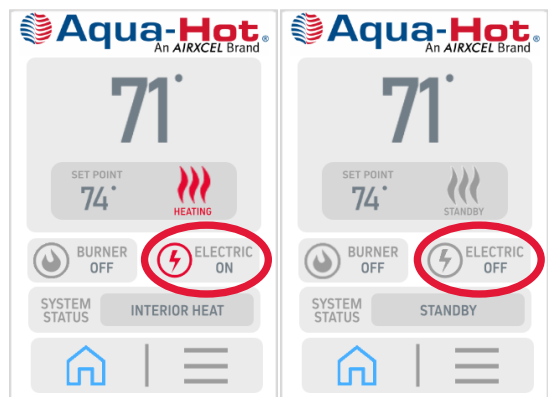 Aqua-Hot®
An AIRXCEL Brand
71°
SET POINT
74°
HEATING
BURNER
OFF
ELECTRIC
ON
SYSTEM
STATUS
INTERIOR HEAT
Aqua-Hot®
An AIRXCEL Brand
71°
SET POINT
74°
STANDBY
BURNER
OFF
ELECTRIC
OFF
SYSTEM
STATUS
STANDBY